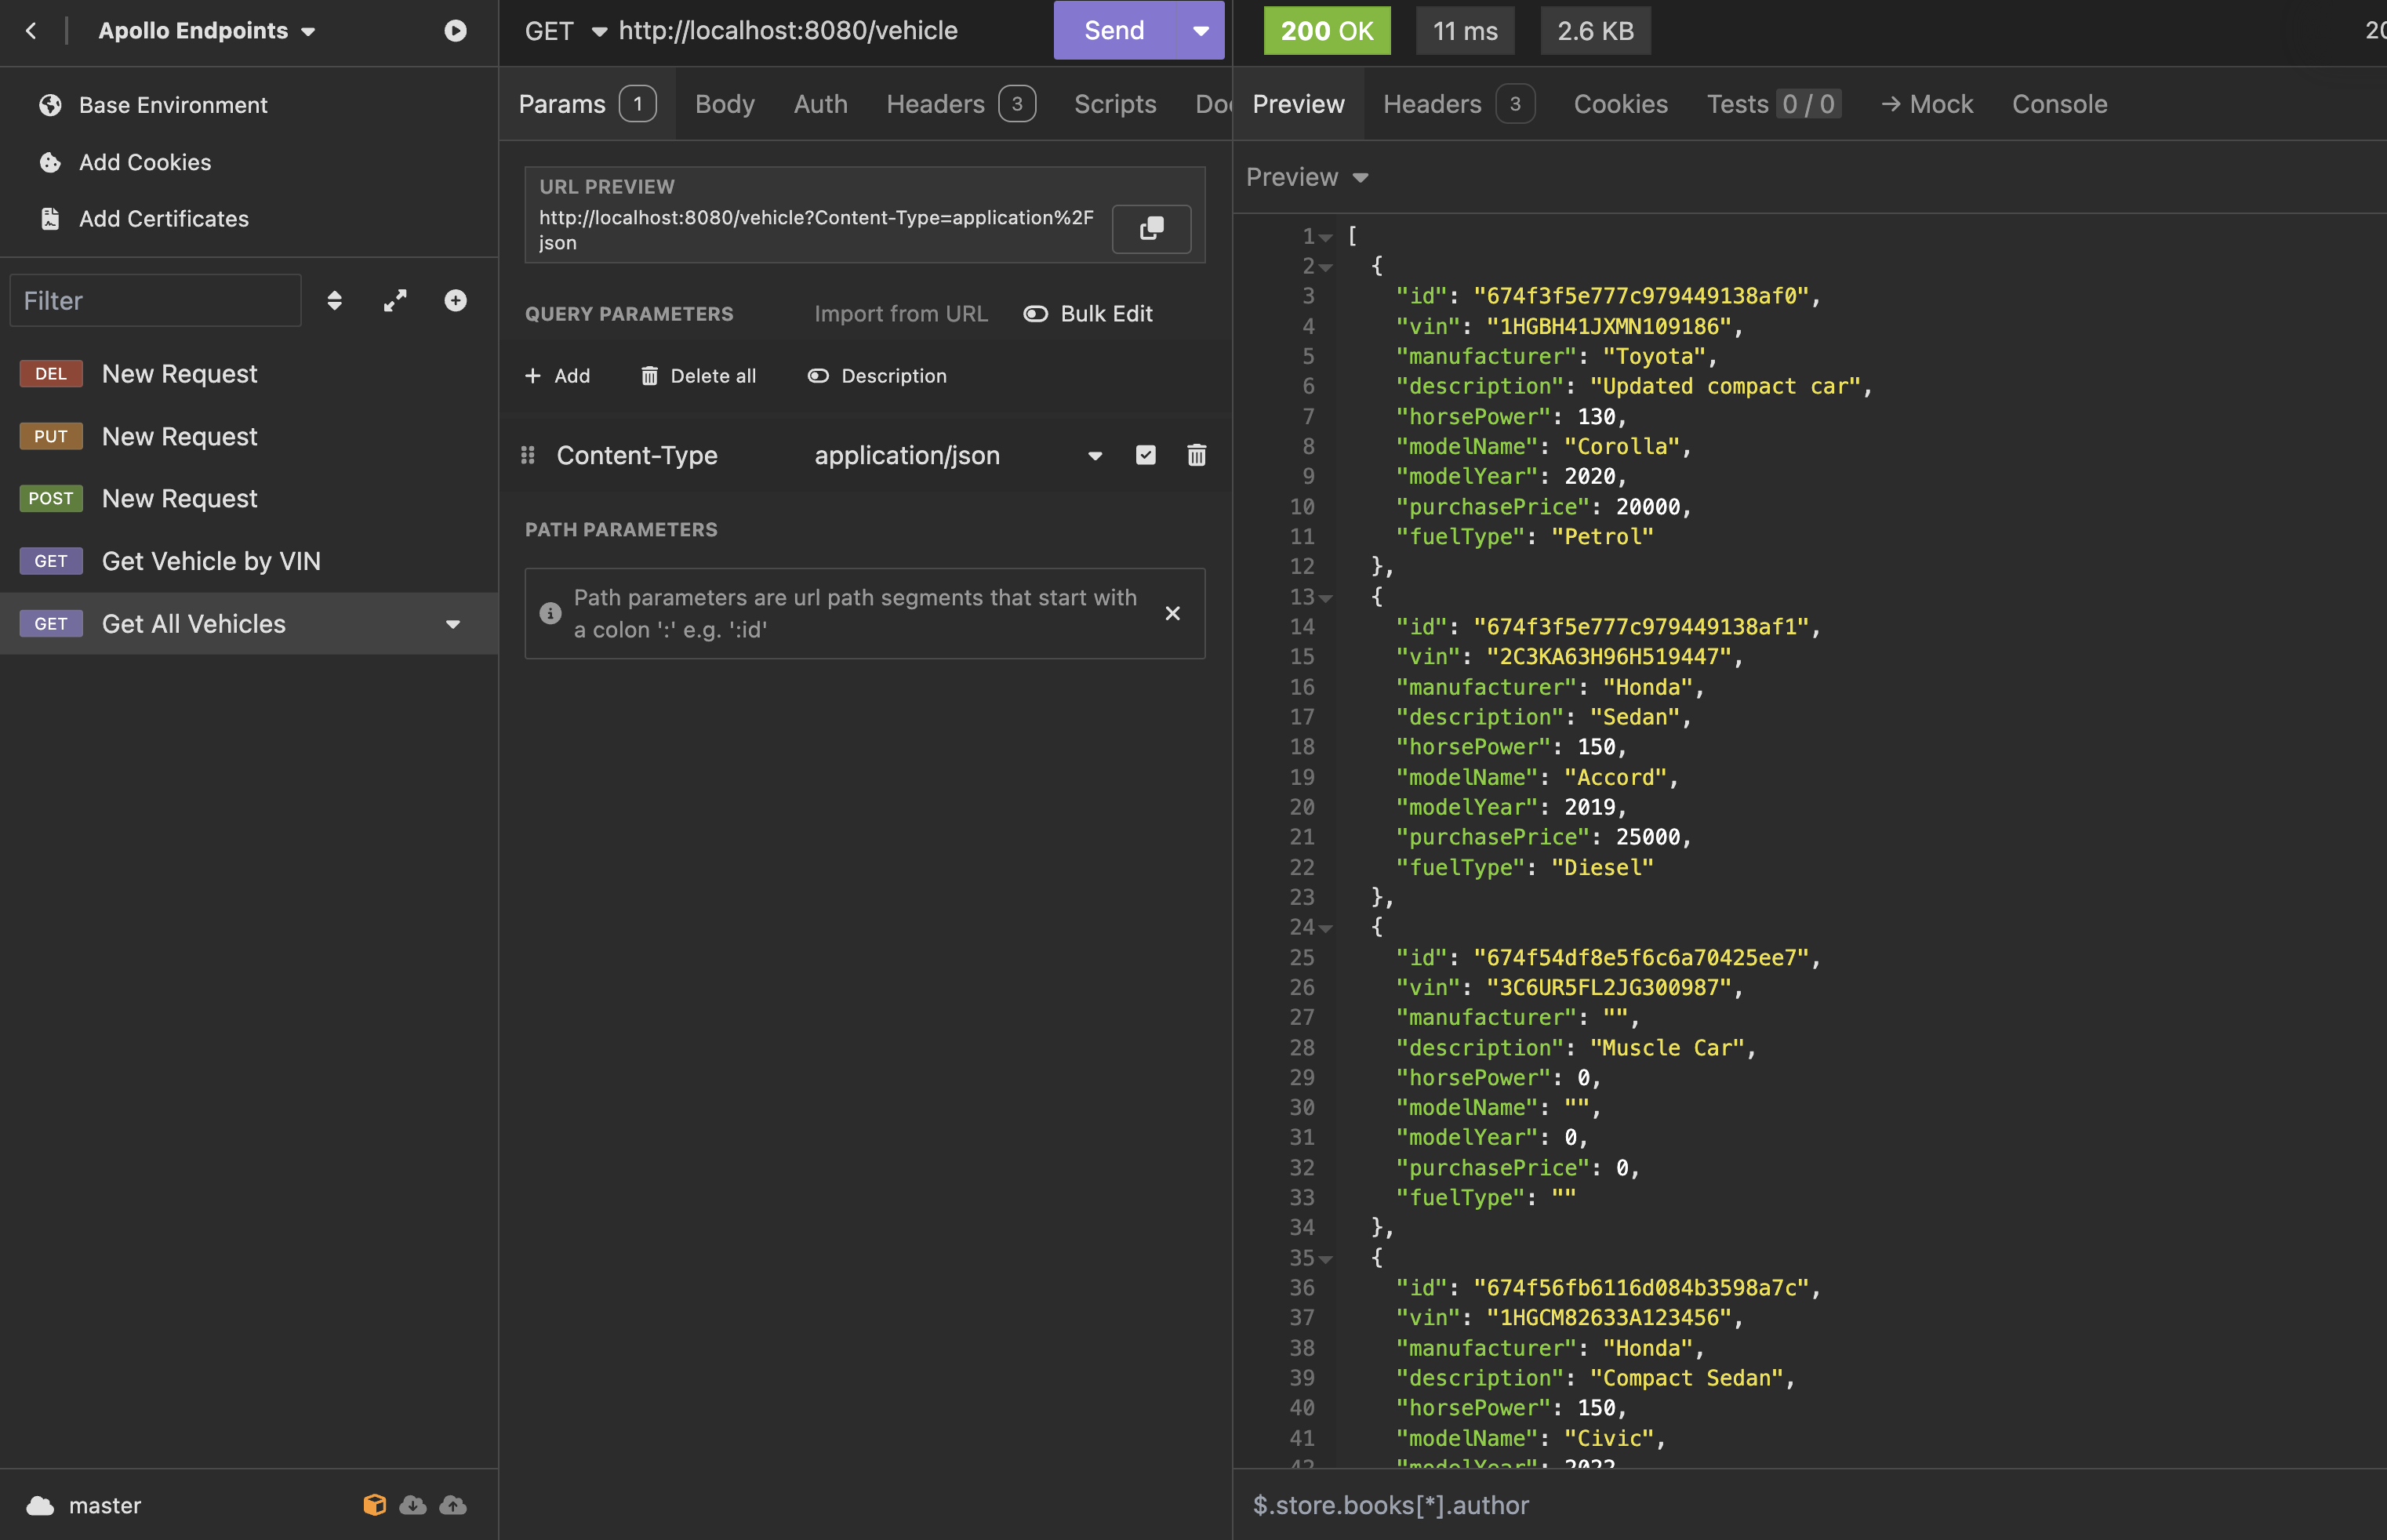 Apollo Endpoints
Base Environment
Add Cookies
Add Certificates
Filter
DEL New Request
PUT New Request
POST New Request
GET Get Vehicle by VIN
GET Get All Vehicles
master
GET http://localhost:8080/vehicle Send
Params 1 Body Auth Headers 3 Scripts
URL PREVIEW
http://localhost:8080/vehicle?Content-Type=application%2F
json
QUERY PARAMETERS Import from URL Bulk Edit
+ Add Delete all Description
Content-Type application/json
PATH PARAMETERS
Path parameters are url path segments that start with
a colon ':' e.g. ':id'
200 OK 11 ms 2.6 KB
Preview Headers 3 Cookies Tests 0 / 0 → Mock Console
Preview
1 [
2 {
3 "id": "674f3f5e777c979449138af0",
4 "vin": "1HGBH41JXMN109186",
5 "manufacturer": "Toyota",
6 "description": "Updated compact car",
7 "horsePower": 130,
8 "modelName": "Corolla",
9 "modelYear": 2020,
10 "purchasePrice": 20000,
11 "fuelType": "Petrol"
12 },
13 {
14 "id": "674f3f5e777c979449138af1",
15 "vin": "2C3KA63H96H519447",
16 "manufacturer": "Honda",
17 "description": "Sedan",
18 "horsePower": 150,
19 "modelName": "Accord",
20 "modelYear": 2019,
21 "purchasePrice": 25000,
22 "fuelType": "Diesel"
23 },
24 {
25 "id": "674f54df8e5f6c6a70425ee7",
26 "vin": "3C6UR5FL2JG300987",
27 "manufacturer": "",
28 "description": "Muscle Car",
29 "horsePower": 0,
30 "modelName": "",
31 "modelYear": 0,
32 "purchasePrice": 0,
33 "fuelType": ""
34 },
35 {
36 "id": "674f56fb6116d084b3598a7c",
37 "vin": "1HGCM82633A123456",
38 "manufacturer": "Honda",
39 "description": "Compact Sedan",
40 "horsePower": 150,
41 "modelName": "Civic",
42 "modelYear": 2022
$.store.books[*].author